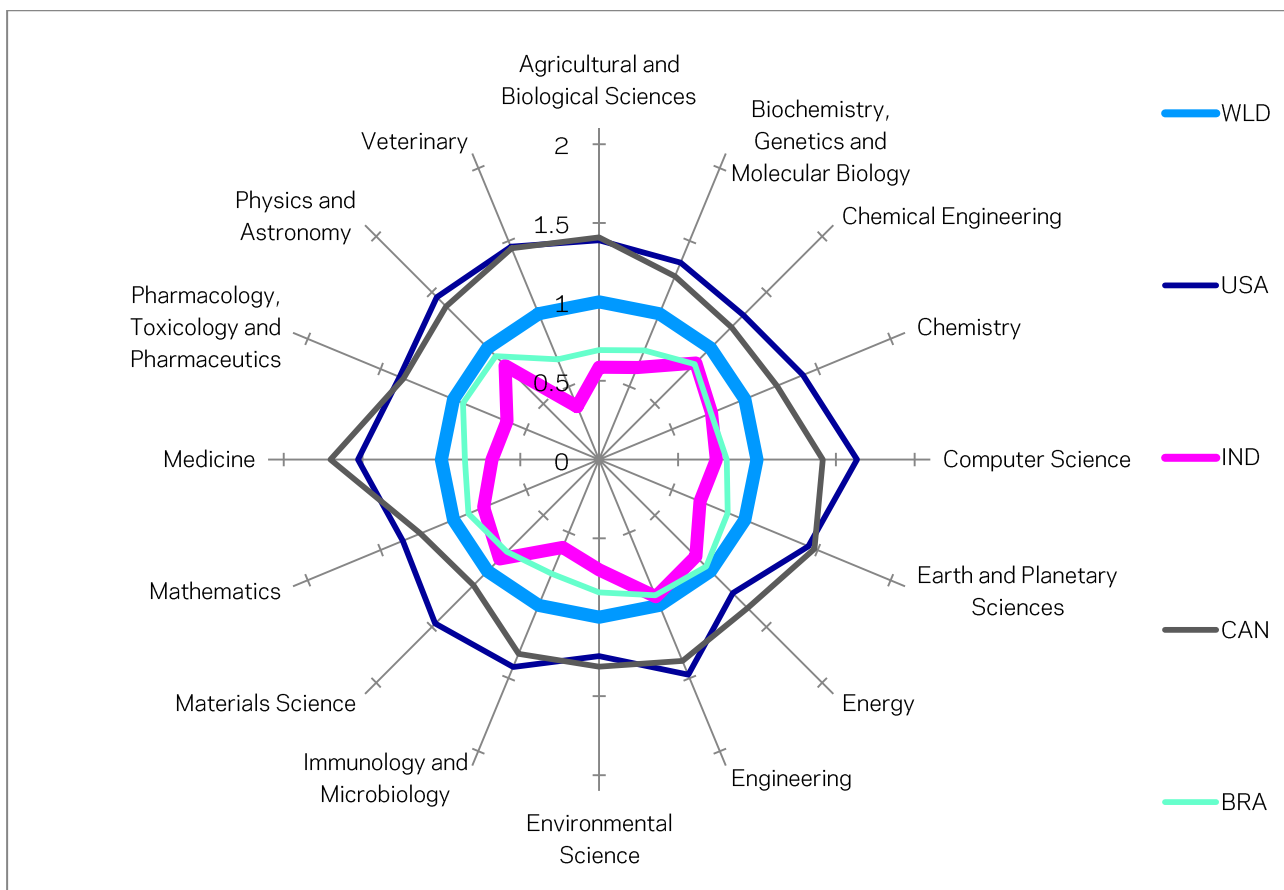 Agricultural and
Biological Sciences
Biochemistry,
Genetics and
Molecular Biology
Chemical Engineering
Chemistry
Computer Science
Earth and Planetary
Sciences
Energy
Engineering
Environmental
Science
Immunology and
Microbiology
Materials Science
Mathematics
Medicine
Pharmacology,
Toxicology and
Pharmaceutics
Physics and
Astronomy
Veterinary
2
1.5
1
0.5
0
WLD
USA
IND
CAN
BRA